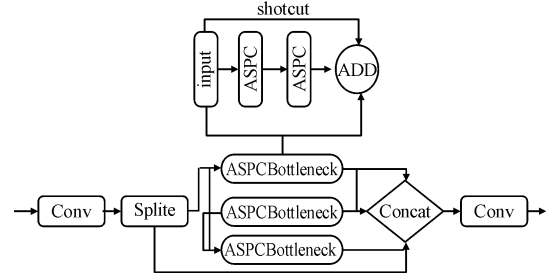 shotcut
input
ASPC
ASPC
ADD
ASPCBottleneck
Conv
Splite
ASPCBottleneck
Concat
Conv
ASPCBottleneck